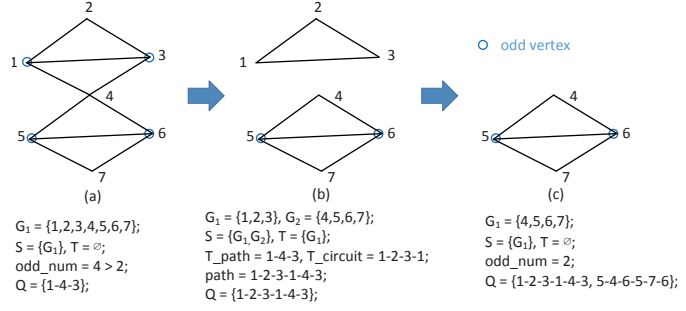 2
1
3
4
5
6
7
(a)
G₁ = {1,2,3,4,5,6,7};
S = {G₁}, T = ∅;
odd_num = 4 > 2;
Q = {1-4-3};
2
1
3
4
5
6
7
(b)
G₁ = {1,2,3}, G₂ = {4,5,6,7};
S = {G₁,G₂}, T = {G₁};
T_path = 1-4-3, T_circuit = 1-2-3-1;
path = 1-2-3-1-4-3;
Q = {1-2-3-1-4-3};
odd vertex
4
5
6
7
(c)
G₁ = {4,5,6,7};
S = {G₁}, T = ∅;
odd_num = 2;
Q = {1-2-3-1-4-3, 5-4-6-5-7-6};